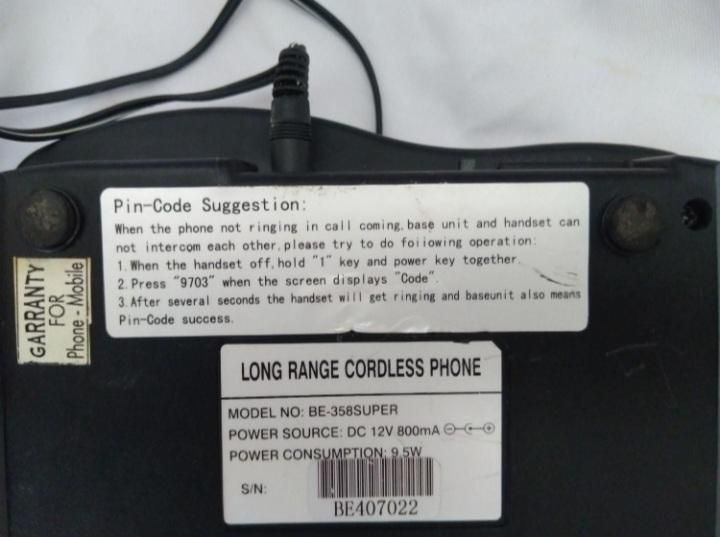 Pin-Code Suggestion:
When the phone not ringing in call coming,base unit and handset can
not intercom each other,please try to do foiiowing operation:
1.When the handset off,hold "1" key and power key together.
2.Press "9703" when the screen displays "Code".
3.After several seconds the handset will get ringing and baseunit also means
Pin-Code success.
GARRANTY
FOR
Phone - Mobile
LONG RANGE CORDLESS PHONE
MODEL NO: BE-358SUPER
POWER SOURCE: DC 12V 800mA
POWER CONSUMPTION: 9.5W
S/N:
BE407022